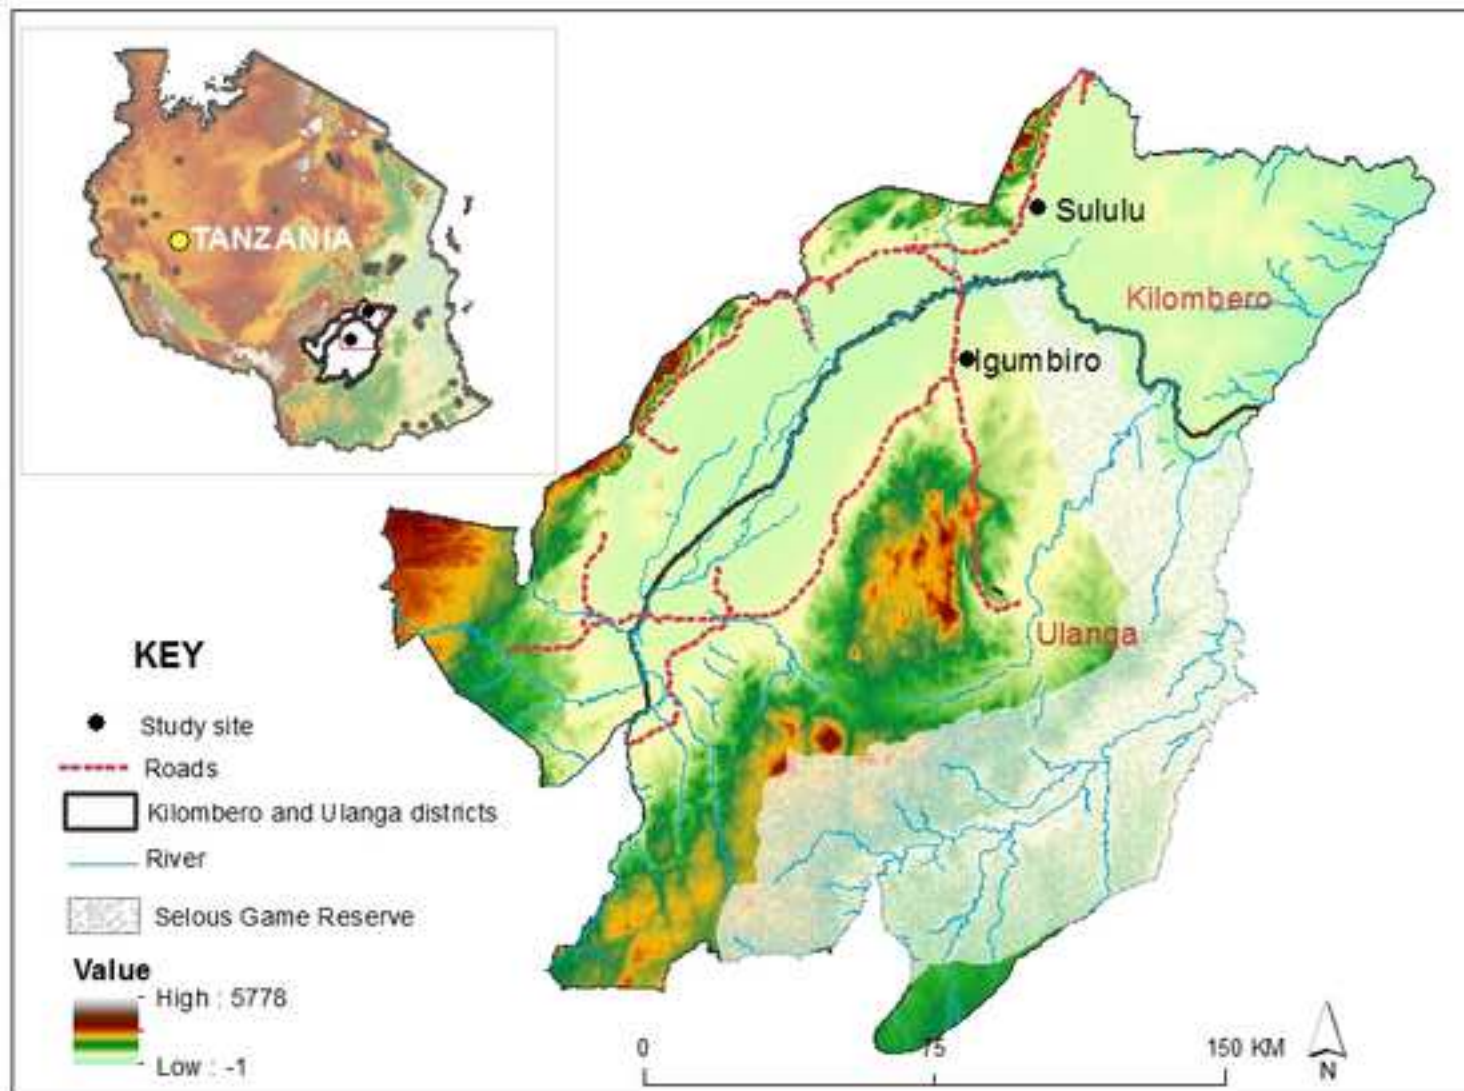 TANZANIA
Sululu
Kilombero
Igumbiro
Ulanga
KEY
Study site
Roads
Kilombero and Ulanga districts
River
Selous Game Reserve
Value
High : 5778
Low : -1
0 75 150 KM
N